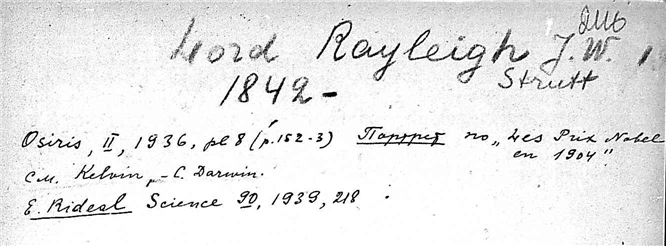 Lord Rayleigh J.W.
Strutt
1842-
Osiris, II, 1936, pl 8 (p. 152-3) Портрет по „Les Prix Nobel
en 1904"
См. Kelvin, - C. Darwin.
E. Rideal Science 90, 1939, 218